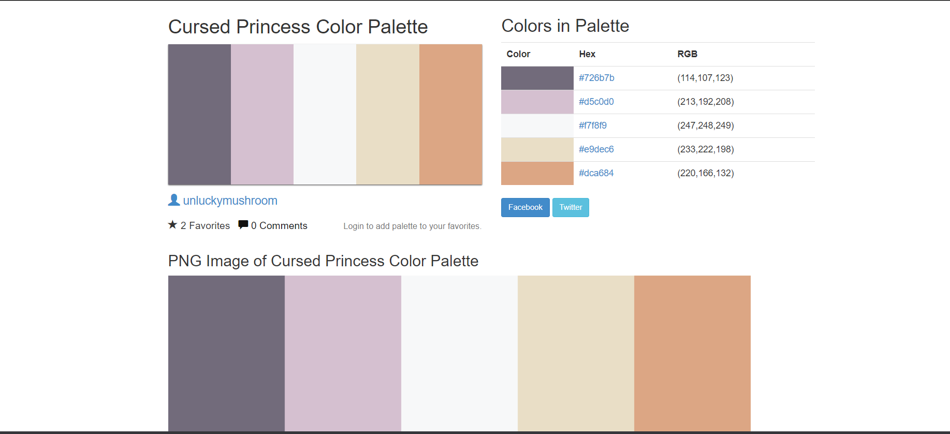 Cursed Princess Color Palette
unluckymushroom
2 Favorites 0 Comments Login to add palette to your favorites.
Colors in Palette
Color Hex RGB
#726b7b (114,107,123)
#d5c0d0 (213,192,208)
#f7f8f9 (247,248,249)
#e9dec6 (233,222,198)
#dca684 (220,166,132)
Facebook Twitter
PNG Image of Cursed Princess Color Palette